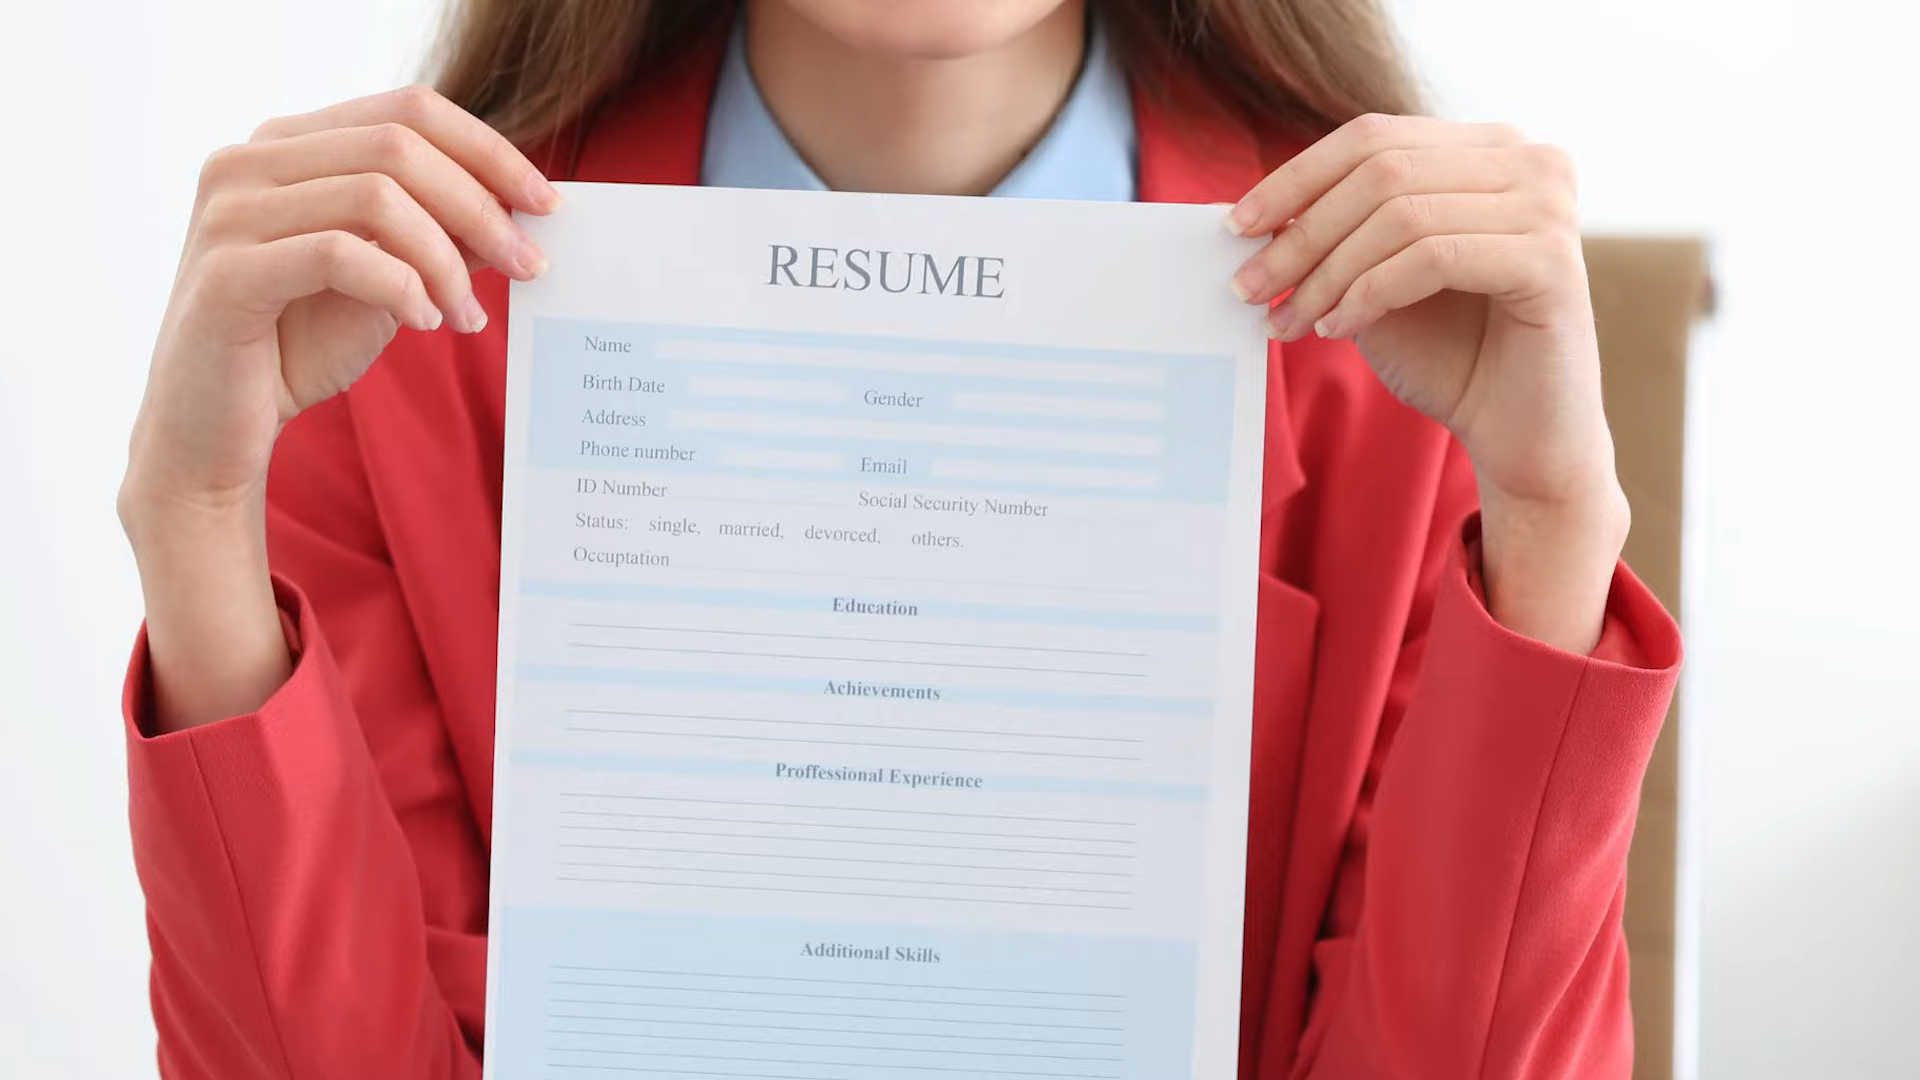 RESUME
Name
Birth Date Gender
Address
Phone number Email
ID Number Social Security Number
Status: single, married, devorced, others.
Occuptation
Education
Achievements
Proffessional Experience
Additional Skills